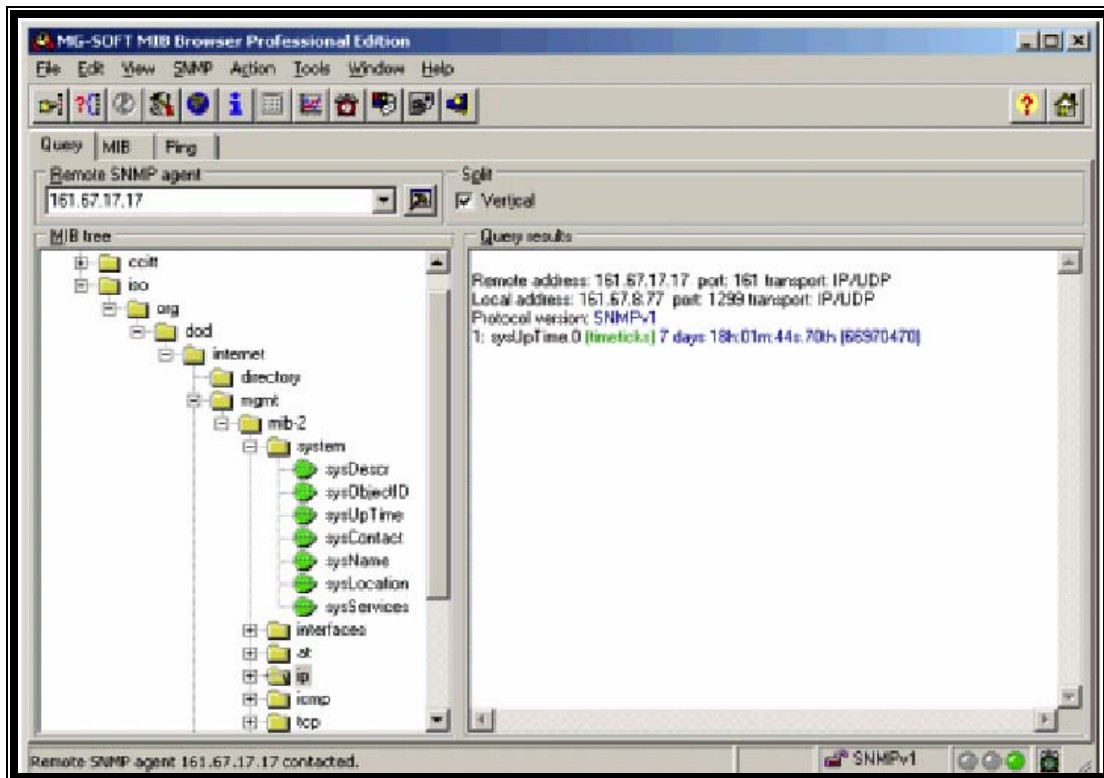 MG-SOFT MIB Browser Professional Edition
File Edit View SNMP Action Tools Window Help
Query MIB Ping
Remote SNMP agent
161.67.17.17
Split
Vertical
MIB tree
ccitt
iso
org
dod
internet
directory
mgmt
mib-2
system
sysDescr
sysObjectID
sysUpTime
sysContact
sysName
sysLocation
sysServices
interfaces
at
ip
icmp
tcp
Query results
Remote address: 161.67.17.17 port: 161 transport: IP/UDP
Local address: 161.67.8.77 port: 1299 transport: IP/UDP
Protocol version: SNMPv1
1: sysUpTime.0 (timeticks) 7 days 18h:01m:44s.70th (66970470)
Remote SNMP agent 161.67.17.17 contacted.
SNMPv1